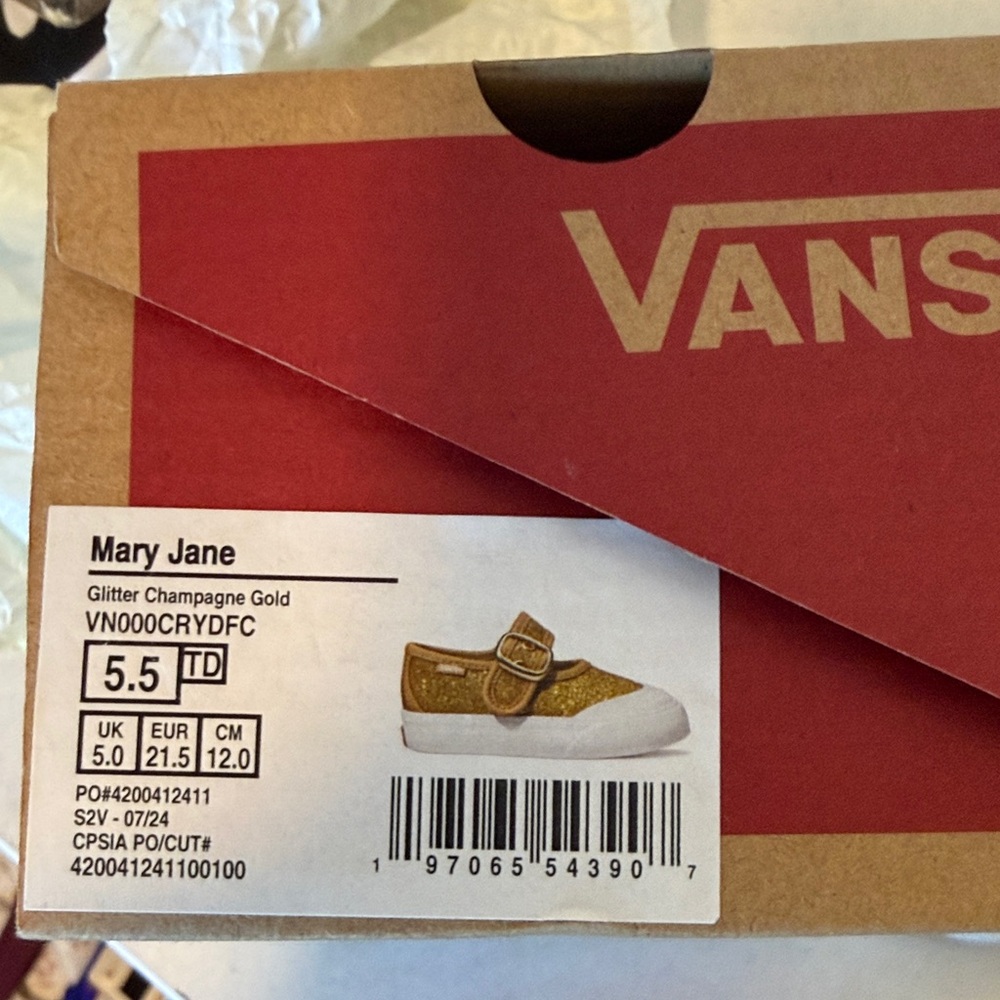 VANS
Mary Jane
Glitter Champagne Gold
VN000CRYDFC
5.5 TD
UK EUR CM
5.0 21.5 12.0
PO#4200412411
S2V - 07/24
CPSIA PO/CUT#
420041241100100
1 97065 54390 7